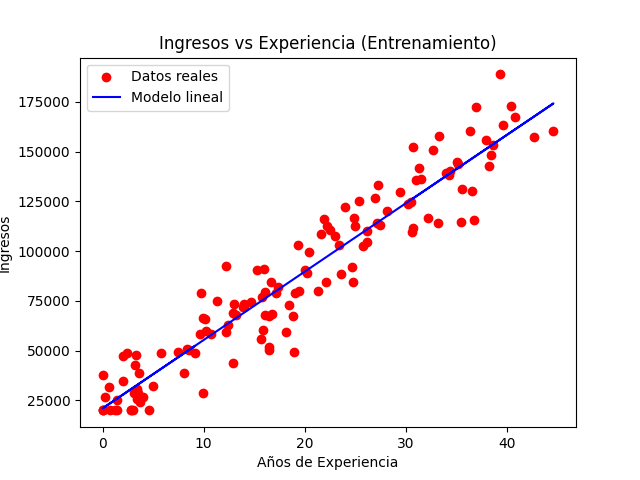 Ingresos vs Experiencia (Entrenamiento)
Datos reales
Modelo lineal
Ingresos
175000
150000
125000
100000
75000
50000
25000
0
10
20
30
40
Años de Experiencia